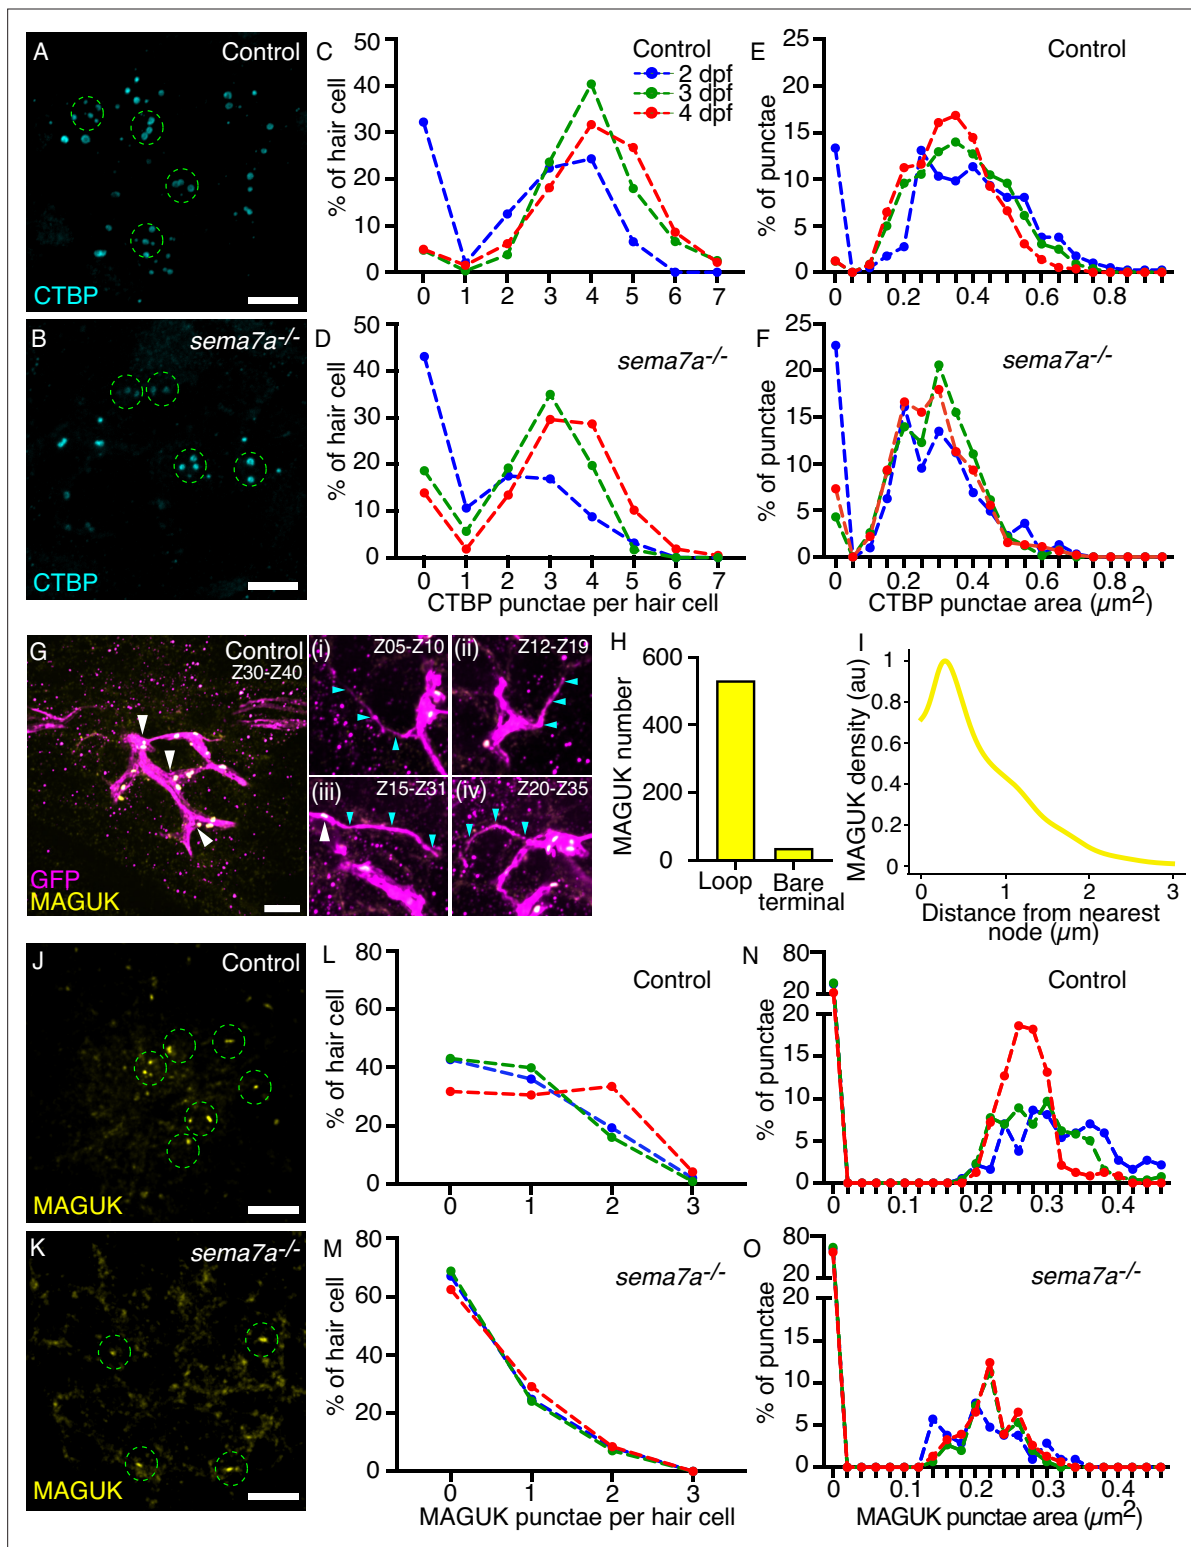 A
Control
CTBP
B
sema7a-/-
CTBP
C
Control
2 dpf
3 dpf
4 dpf
% of hair cell
50
40
30
20
10
0
0 1 2 3 4 5 6 7
D
sema7a-/-
% of hair cell
50
40
30
20
10
0
0 1 2 3 4 5 6 7
CTBP punctae per hair cell
E
Control
% of punctae
25
20
15
10
5
0
0 0.2 0.4 0.6 0.8
F
sema7a-/-
% of punctae
25
20
15
10
5
0
0 0.2 0.4 0.6 0.8
CTBP punctae area (μm2)
G
Control
Z30-Z40
GFP
MAGUK
(i)
Z05-Z10
(ii)
Z12-Z19
(iii)
Z15-Z31
(iv)
Z20-Z35
H
MAGUK number
600
400
200
0
Loop
Bare
terminal
I
MAGUK density (au)
1
0.8
0.6
0.4
0.2
0
0 1 2 3
Distance from nearest
node (μm)
J
Control
MAGUK
K
sema7a-/-
MAGUK
L
Control
% of hair cell
80
60
40
20
0
0 1 2 3
M
sema7a-/-
% of hair cell
80
60
40
20
0
0 1 2 3
MAGUK punctae per hair cell
N
Control
% of punctae
80
20
20
15
10
5
0
0 0.1 0.2 0.3 0.4
O
sema7a-/-
% of punctae
80
20
20
15
10
5
0
0 0.1 0.2 0.3 0.4
MAGUK punctae area (μm2)